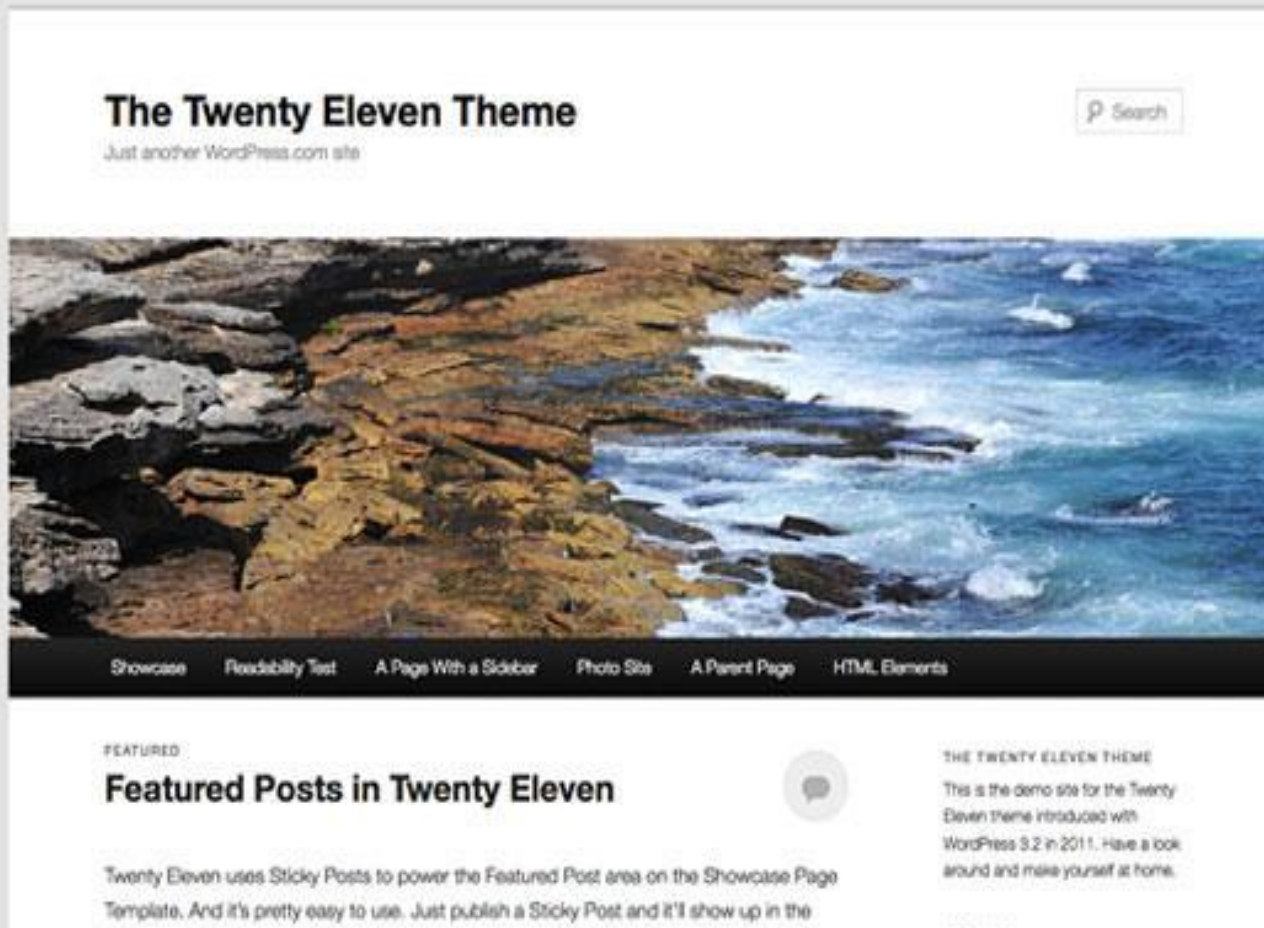 The Twenty Eleven Theme
Just another WordPress.com site
Search
Showcase Readability Test A Page With a Sidebar Photo Site A Parent Page HTML Elements
FEATURED
Featured Posts in Twenty Eleven
Twenty Eleven uses Sticky Posts to power the Featured Post area on the Showcase Page
Template. And it's pretty easy to use. Just publish a Sticky Post and it'll show up in the
THE TWENTY ELEVEN THEME
This is the demo site for the Twenty
Eleven theme introduced with
WordPress 3.2 in 2011. Have a look
around and make yourself at home.